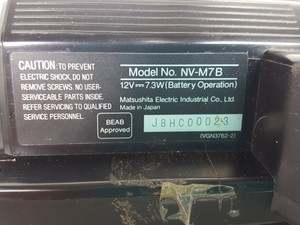 CAUTION: TO PREVENT
ELECTRIC SHOCK, DO NOT
REMOVE SCREWS. NO USER-
SERVICEABLE PARTS INSIDE.
REFER SERVICING TO QUALIFIED
SERVICE PERSONNEL.
BEAB
Approved
Model No. NV-M7B
12V⎓7.3W (Battery Operation)
Matsushita Electric Industrial Co., Ltd.
Made in Japan
J8HC00023
(VGN3762-2)